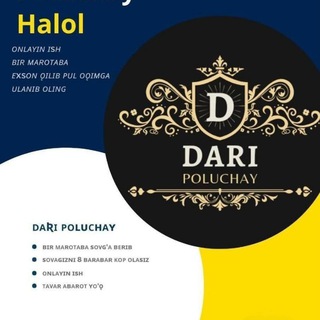 Halol
ONLAYIN ISH
BIR MAROTABA
EXSON QILIB PUL OQIMGA
ULANIB OLING
D
DARI
POLUCHAY
DARI POLUCHAY
BIR MAROTABA SOVG'A BERIB
SOVAGIZNI 8 BARABAR KOP OLASIZ
ONLAYIN ISH
TAVAR ABAROT YO'Q